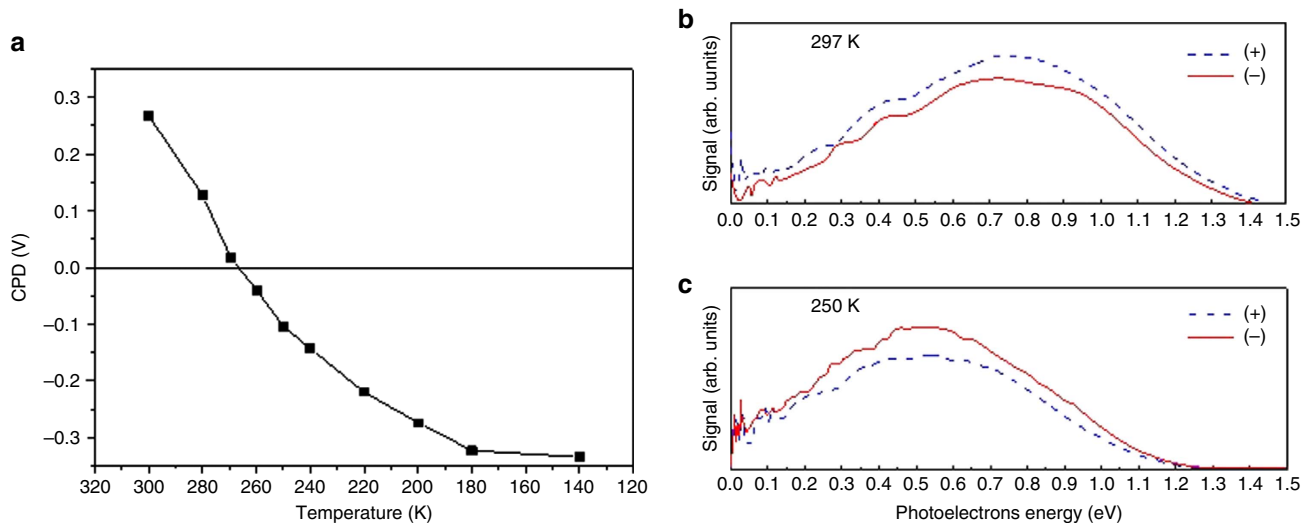 a
0.3
0.2
0.1
0.0
–0.1
–0.2
–0.3
CPD (V)
320 300 280 260 240 220 200 180 160 140 120
Temperature (K)
b
297 K
(+)
(–)
Signal (arb. uunits)
0.0 0.1 0.2 0.3 0.4 0.5 0.6 0.7 0.8 0.9 1.0 1.1 1.2 1.3 1.4 1.5
c
250 K
(+)
(–)
Signal (arb. units)
0.0 0.1 0.2 0.3 0.4 0.5 0.6 0.7 0.8 0.9 1.0 1.1 1.2 1.3 1.4 1.5
Photoelectrons energy (eV)